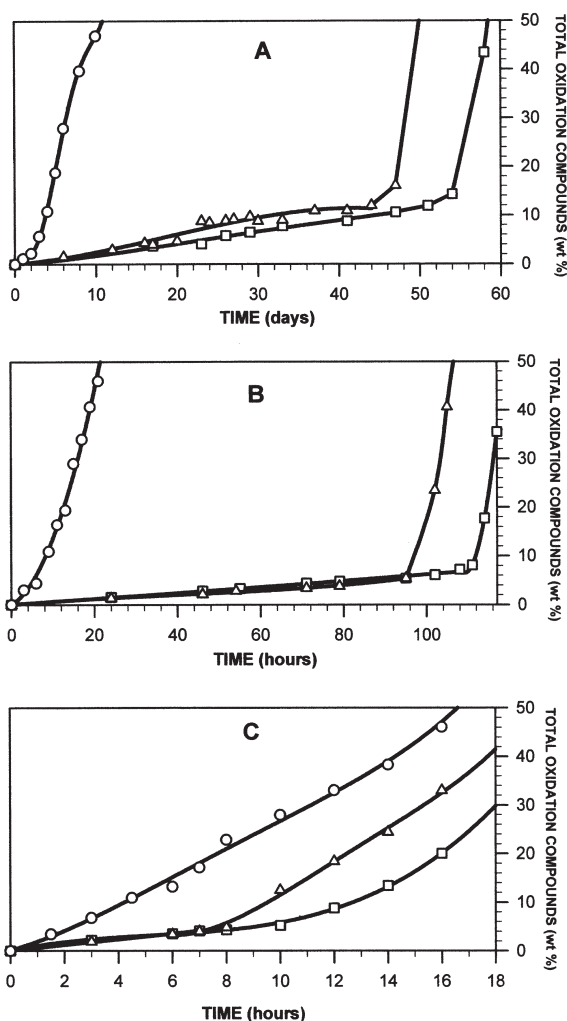 A
50
40
30
20
10
0
TOTAL OXIDATION COMPOUNDS (wt %)
0 10 20 30 40 50 60
TIME (days)
B
50
40
30
20
10
0
TOTAL OXIDATION COMPOUNDS (wt %)
0 20 40 60 80 100
TIME (hours)
C
50
40
30
20
10
0
TOTAL OXIDATION COMPOUNDS (wt %)
0 2 4 6 8 10 12 14 16 18
TIME (hours)